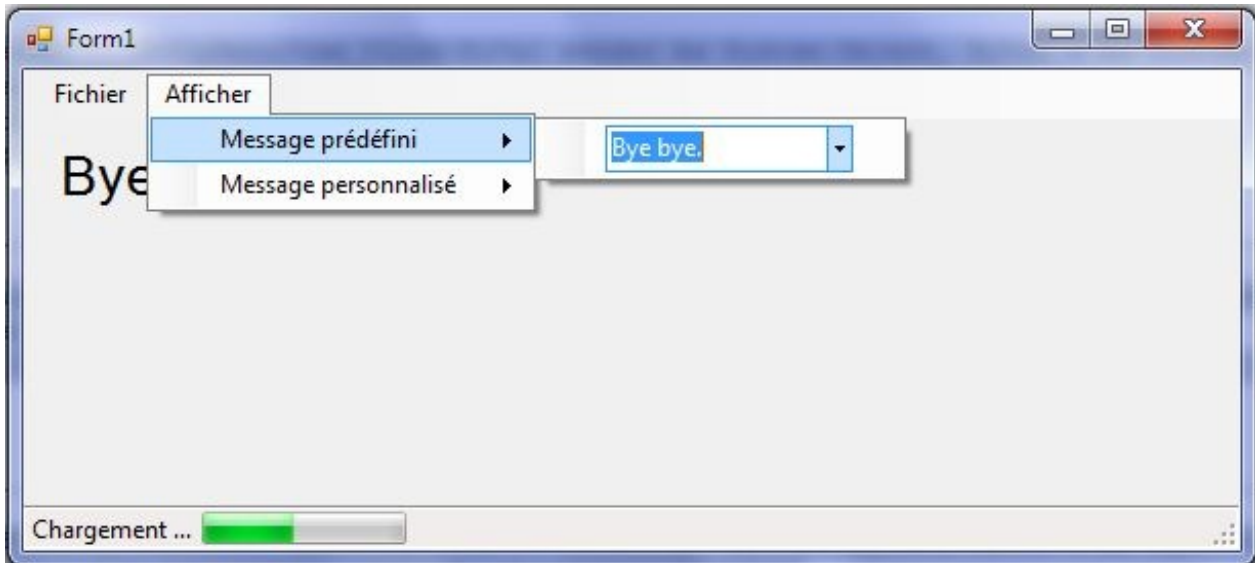 Form1
Fichier Afficher
Message prédéfini
Bye bye.
Bye
Message personnalisé
Chargement ...